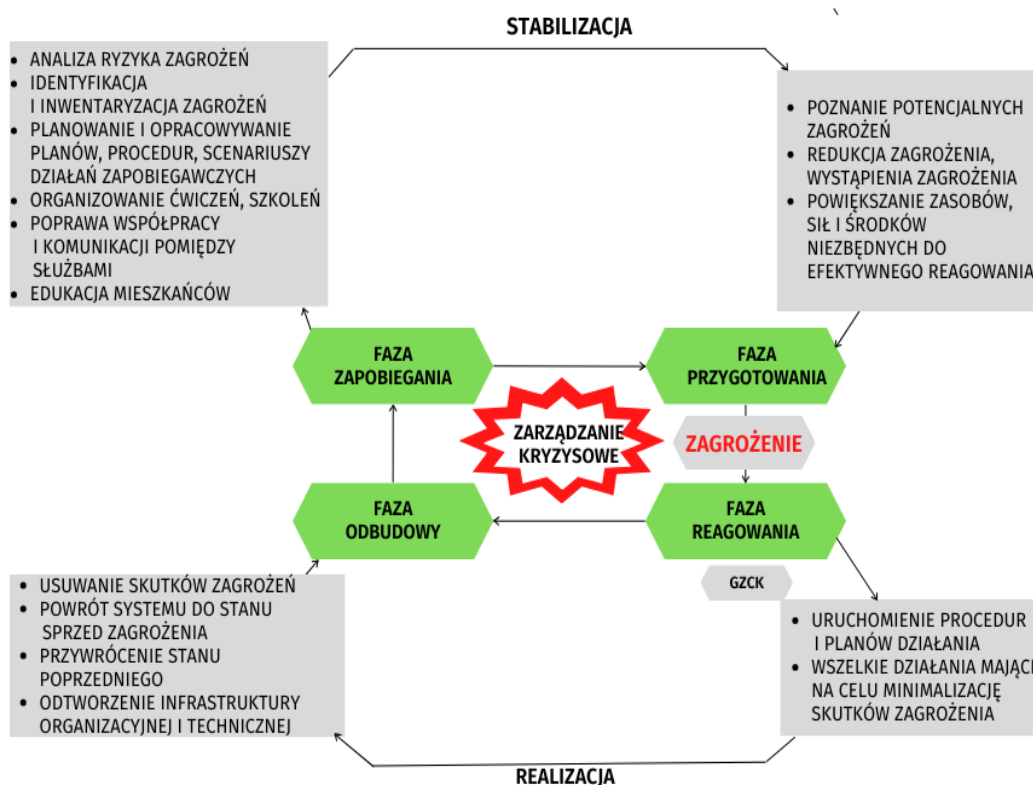 STABILIZACJA
• ANALIZA RYZYKA ZAGROŻEŃ
• IDENTYFIKACJA
I INWENTARYZACJA ZAGROŻEŃ
• PLANOWANIE I OPRACOWYWANIE
PLANÓW, PROCEDUR, SCENARIUSZY
DZIAŁAŃ ZAPOBIEGAWCZYCH
• ORGANIZOWANIE ĆWICZEŃ, SZKOLEŃ
• POPRAWA WSPÓŁPRACY
I KOMUNIKACJI POMIĘDZY
SŁUŻBAMI
• EDUKACJA MIESZKAŃCÓW
• POZNANIE POTENCJALNYCH
ZAGROŻEŃ
• REDUKCJA ZAGROŻENIA,
WYSTĄPIENIA ZAGROŻENIA
• POWIĘKSZANIE ZASOBÓW,
SIŁ I ŚRODKÓW
NIEZBĘDNYCH DO
EFEKTYWNEGO REAGOWANIA
FAZA
ZAPOBIEGANIA
FAZA
PRZYGOTOWANIA
ZARZĄDZANIE
KRYZYSOWE
ZAGROŻENIE
FAZA
ODBUDOWY
FAZA
REAGOWANIA
GZCK
• USUWANIE SKUTKÓW ZAGROŻEŃ
• POWRÓT SYSTEMU DO STANU
SPRZED ZAGROŻENIA
• PRZYWRÓCENIE STANU
POPRZEDNIEGO
• ODTWORZENIE INFRASTRUKTURY
ORGANIZACYJNEJ I TECHNICZNEJ
• URUCHOMIENIE PROCEDUR
I PLANÓW DZIAŁANIA
• WSZELKIE DZIAŁANIA MAJĄCE
NA CELU MINIMALIZACJĘ
SKUTKÓW ZAGROŻENIA
REALIZACJA